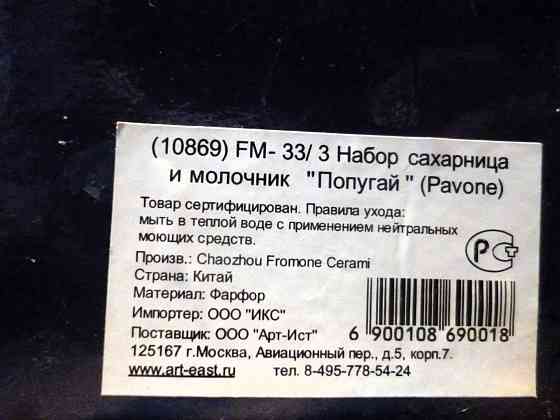 (10869) FM- 33/ 3 Набор сахарница
и молочник "Попугай " (Pavone)
Товар сертифицирован. Правила ухода:
мыть в теплой воде с применением нейтральных
моющих средств.
Произв.: Chaozhou Fromone Cerami
Страна: Китай
Материал: Фарфор
Импортер: ООО "ИКС"
Поставщик: ООО "Арт-Ист"
6 900108 690018
125167 г.Москва, Авиационный пер., д.5, корп.7.
www.art-east.ru тел. 8-495-778-54-24